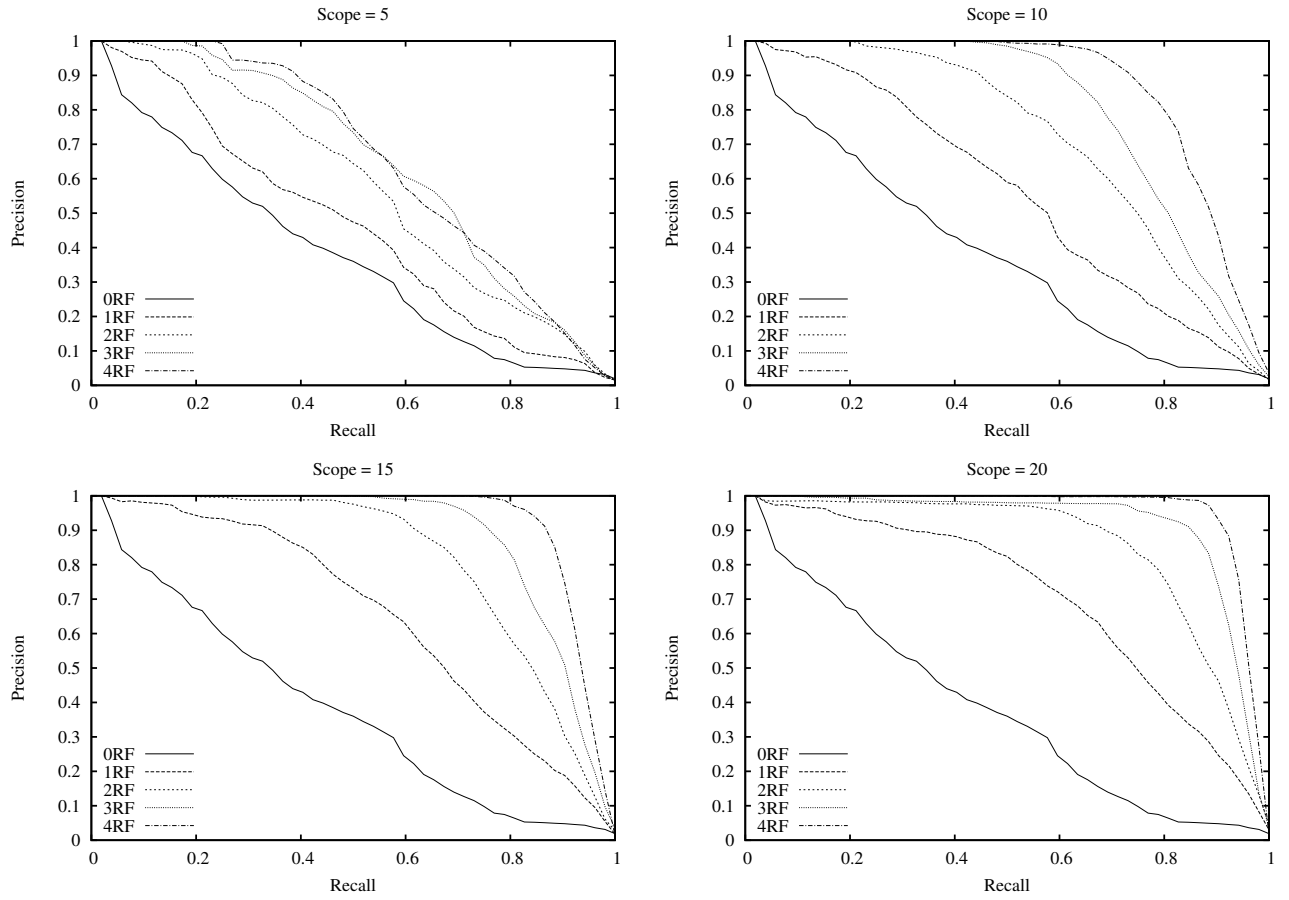 Scope = 5
1
0.9
0.8
0.7
0.6
0.5
0.4
0.3
0.2
0.1
0
Precision
0RF
1RF
2RF
3RF
4RF
0 0.2 0.4 0.6 0.8 1
Recall
Scope = 10
1
0.9
0.8
0.7
0.6
0.5
0.4
0.3
0.2
0.1
0
Precision
0RF
1RF
2RF
3RF
4RF
0 0.2 0.4 0.6 0.8 1
Recall
Scope = 15
1
0.9
0.8
0.7
0.6
0.5
0.4
0.3
0.2
0.1
0
Precision
0RF
1RF
2RF
3RF
4RF
0 0.2 0.4 0.6 0.8 1
Recall
Scope = 20
1
0.9
0.8
0.7
0.6
0.5
0.4
0.3
0.2
0.1
0
Precision
0RF
1RF
2RF
3RF
4RF
0 0.2 0.4 0.6 0.8 1
Recall